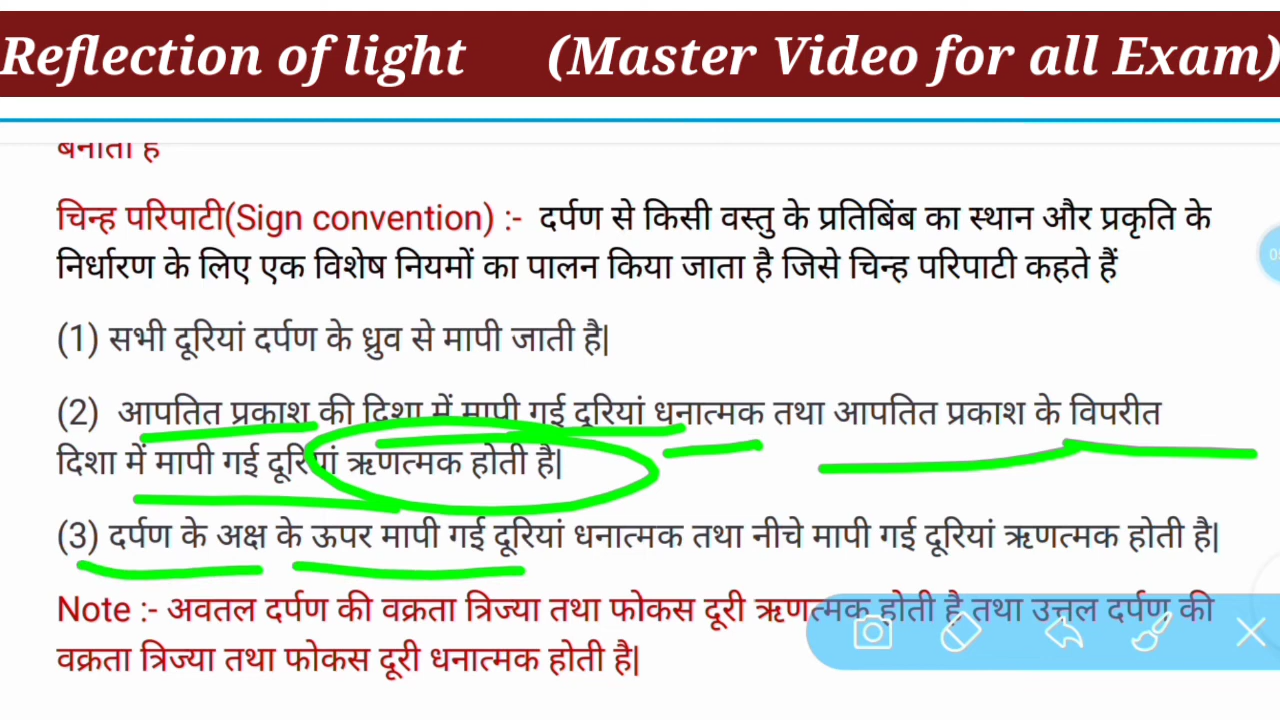 Reflection of light (Master Video for all Exam)
बनाता है
चिन्ह परिपाटी(Sign convention) :- दर्पण से किसी वस्तु के प्रतिबिंब का स्थान और प्रकृति के
निर्धारण के लिए एक विशेष नियमों का पालन किया जाता है जिसे चिन्ह परिपाटी कहते हैं
(1) सभी दूरियां दर्पण के ध्रुव से मापी जाती है|
(2) आपतित प्रकाश की दिशा में मापी गई दूरियां धनात्मक तथा आपतित प्रकाश के विपरीत
दिशा में मापी गई दूरियां ऋणत्मक होती है|
(3) दर्पण के अक्ष के ऊपर मापी गई दूरियां धनात्मक तथा नीचे मापी गई दूरियां ऋणत्मक होती है|
Note :- अवतल दर्पण की वक्रता त्रिज्या तथा फोकस दूरी ऋणत्मक होती है तथा उत्तल दर्पण की
वक्रता त्रिज्या तथा फोकस दूरी धनात्मक होती है|